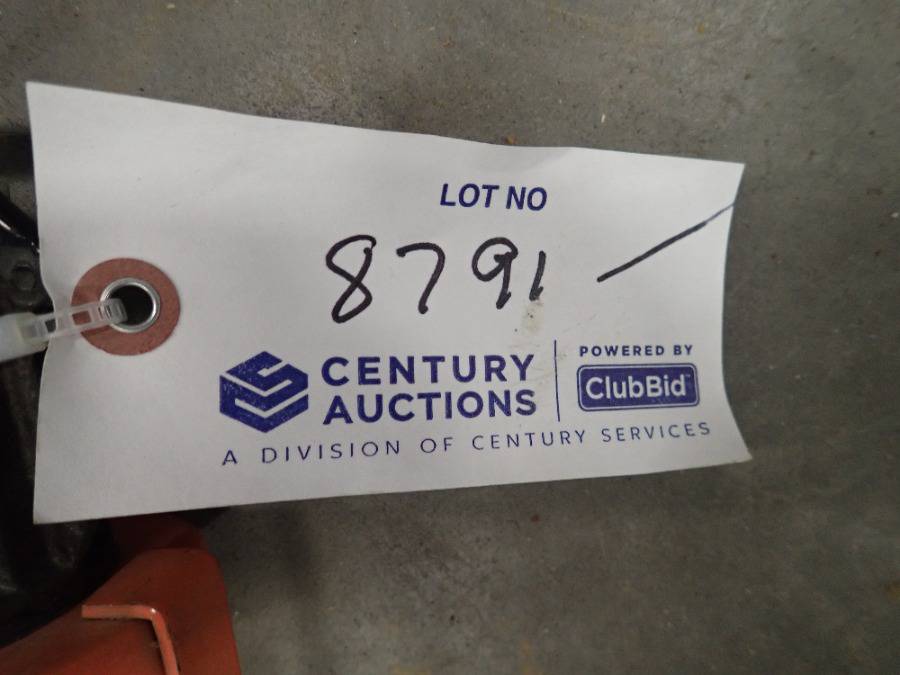 LOT NO
8791 —
CENTURY AUCTIONS
POWERED BY ClubBid
A DIVISION OF CENTURY SERVICES